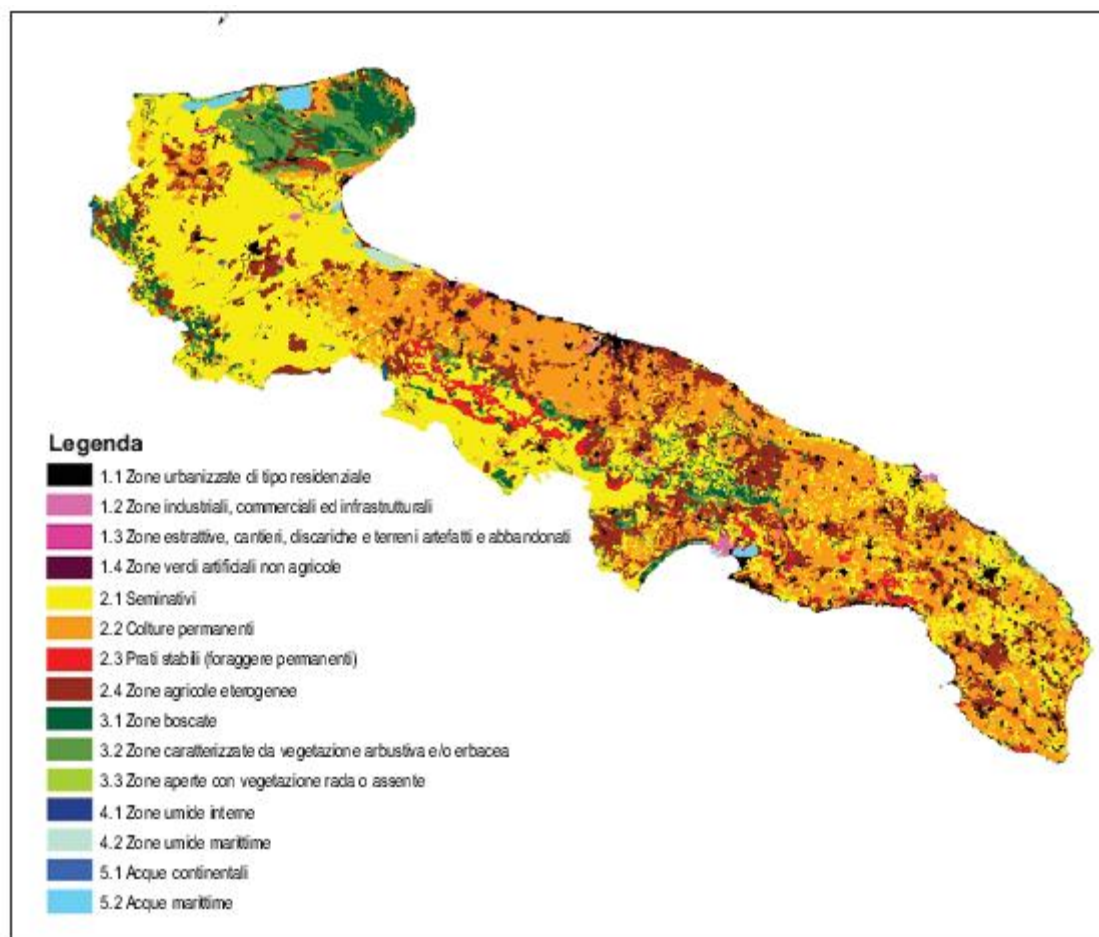 Legenda
1.1 Zone urbanizzate di tipo residenziale
1.2 Zone industriali, commerciali ed infrastrutturali
1.3 Zone estrattive, cantieri, discariche e terreni artefatti e abbandonati
1.4 Zone verdi artificiali non agricole
2.1 Seminativi
2.2 Colture permanenti
2.3 Prati stabili (foraggere permanenti)
2.4 Zone agricole eterogenee
3.1 Zone boscate
3.2 Zone caratterizzate da vegetazione arbustiva e/o erbacea
3.3 Zone aperte con vegetazione rada o assente
4.1 Zone umide interne
4.2 Zone umide marittime
5.1 Acque continentali
5.2 Acque marittime